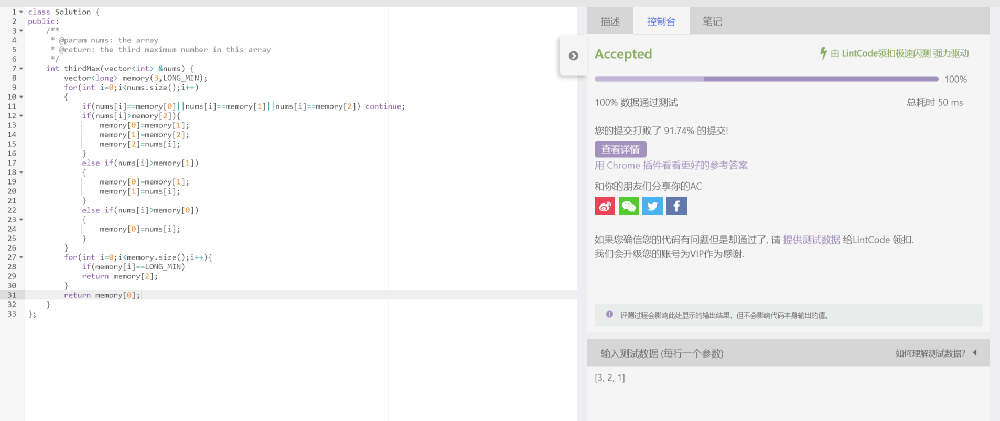 1 class Solution {
2 public:
3     /**
4      * @param nums: the array
5      * @return: the third maximum number in this array
6      */
7     int thirdMax(vector<int> &nums) {
8         vector<long> memory(3,LONG_MIN);
9         for(int i=0;i<nums.size();i++)
10         {
11             if(nums[i]==memory[0]||nums[i]==memory[1]||nums[i]==memory[2]) continue;
12             if(nums[i]>memory[2]){
13                 memory[0]=memory[1];
14                 memory[1]=memory[2];
15                 memory[2]=nums[i];
16             }
17             else if(nums[i]>memory[1])
18             {
19                 memory[0]=memory[1];
20                 memory[1]=nums[i];
21             }
22             else if(nums[i]>memory[0])
23             {
24                 memory[0]=nums[i];
25             }
26         }
27         for(int i=0;i<memory.size();i++){
28             if(memory[i]==LONG_MIN)
29             return memory[2];
30         }
31         return memory[0];
32     }
33 };
描述 控制台 笔记
Accepted 由 LintCode领扣极速闪测 强力驱动
100%
100% 数据通过测试 总耗时 50 ms
您的提交打败了 91.74% 的提交!
查看详情
用 Chrome 插件看看更好的参考答案
和你的朋友们分享你的AC
如果您确信您的代码有问题但是却通过了, 请 提供测试数据 给LintCode 领扣.
我们会升级您的账号为VIP作为感谢.
评测过程会影响此处显示的输出结果，但不会影响代码本身输出的值。
输入测试数据 (每行一个参数) 如何理解测试数据?
[3, 2, 1]